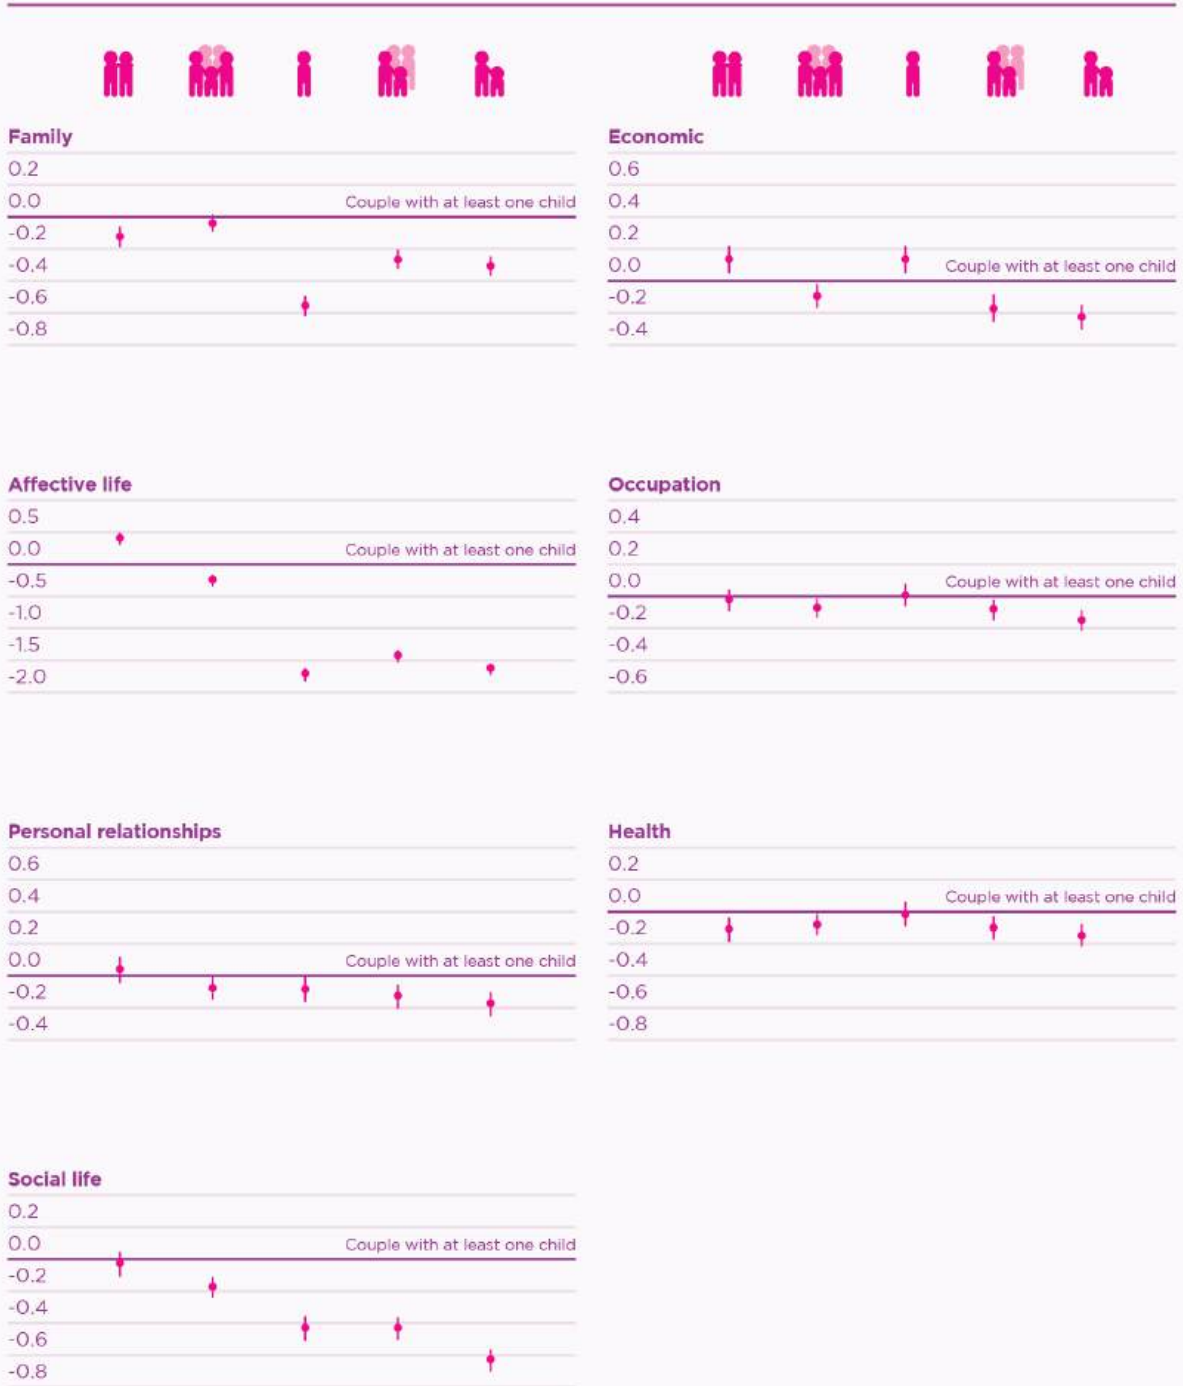 Family
0.2
0.0 Couple with at least one child
-0.2
-0.4
-0.6
-0.8
Economic
0.6
0.4
0.2
0.0 Couple with at least one child
-0.2
-0.4
Affective life
0.5
0.0 Couple with at least one child
-0.5
-1.0
-1.5
-2.0
Occupation
0.4
0.2
0.0 Couple with at least one child
-0.2
-0.4
-0.6
Personal relationships
0.6
0.4
0.2
0.0 Couple with at least one child
-0.2
-0.4
Health
0.2
0.0 Couple with at least one child
-0.2
-0.4
-0.6
-0.8
Social life
0.2
0.0 Couple with at least one child
-0.2
-0.4
-0.6
-0.8